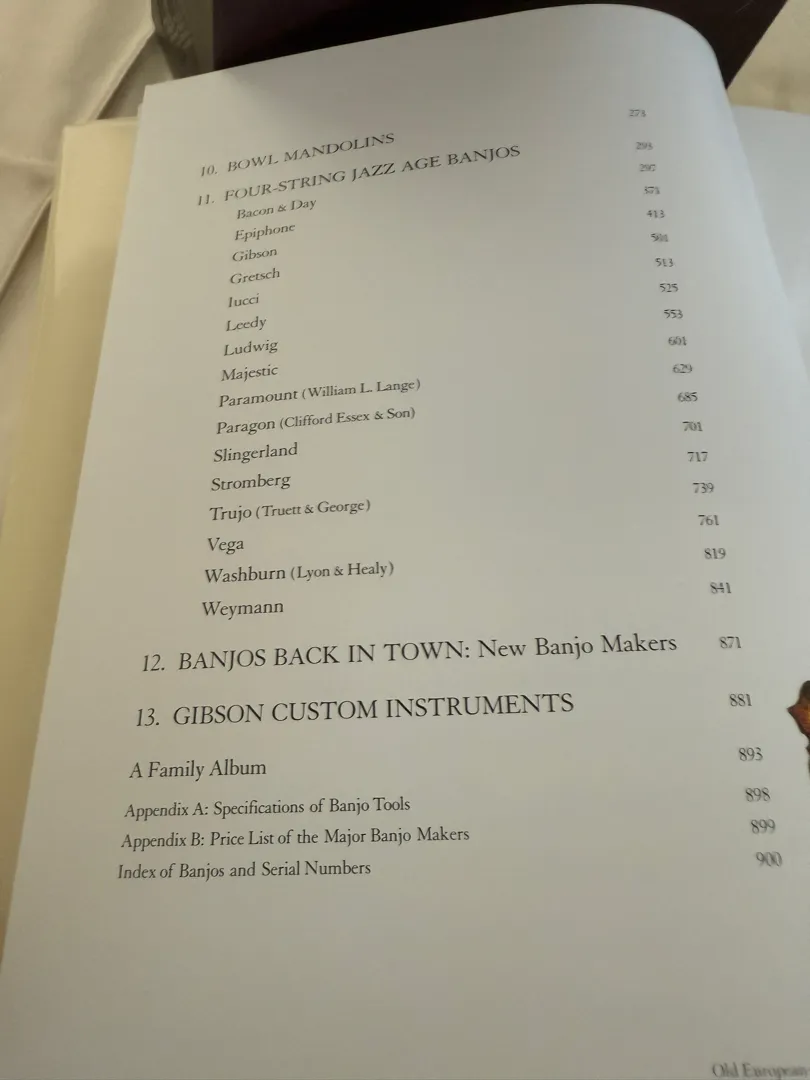 10. BOWL MANDOLINS 273
11. FOUR-STRING JAZZ AGE BANJOS 293
Bacon & Day 297
Epiphone 373
Gibson 413
Gretsch
Iucci 513
Leedy 525
Ludwig 553
Majestic 601
Paramount (William L. Lange) 629
Paragon (Clifford Essex & Son) 685
Slingerland 701
Stromberg 717
Trujo (Truett & George) 739
Vega 761
Washburn (Lyon & Healy) 819
Weymann 841
12. BANJOS BACK IN TOWN: New Banjo Makers 871
13. GIBSON CUSTOM INSTRUMENTS 881
A Family Album 893
Appendix A: Specifications of Banjo Tools 898
Appendix B: Price List of the Major Banjo Makers 899
Index of Banjos and Serial Numbers 900
Old European